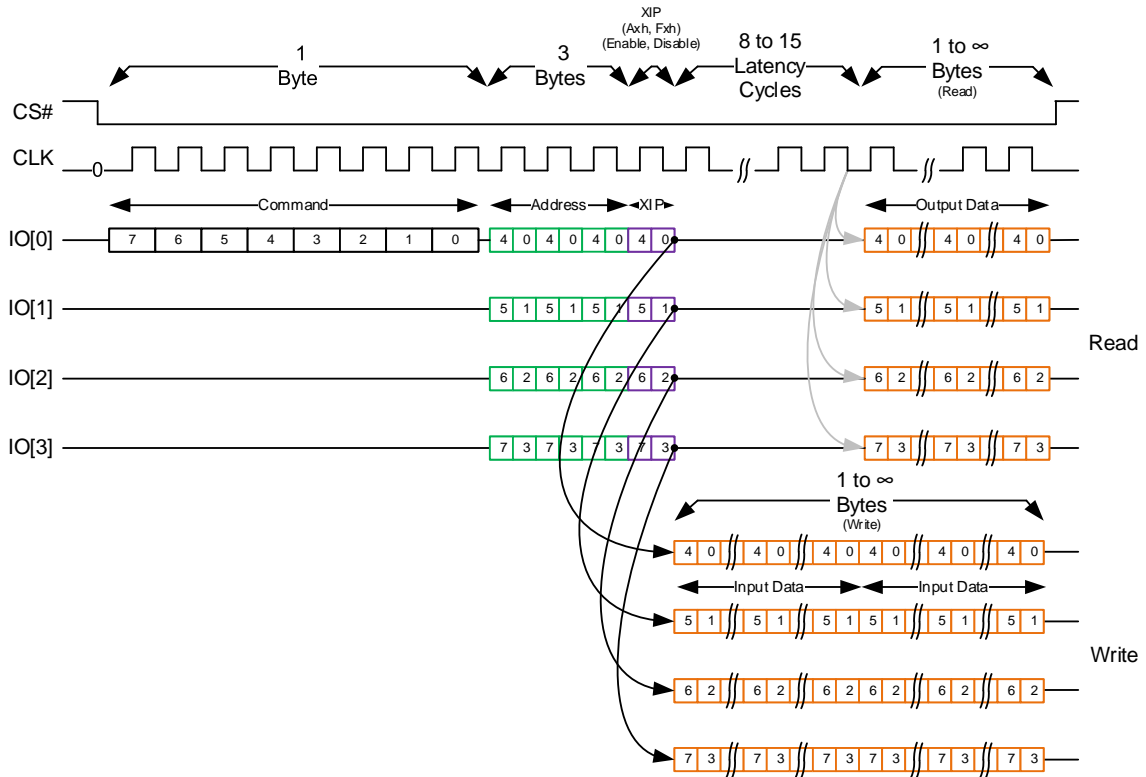 XIP
(Axh, Fxh)
(Enable, Disable)
1
Byte
3
Bytes
8 to 15
Latency
Cycles
1 to ∞
Bytes
(Read)
CS#
CLK
0
Command
Address
XIP
Output Data
IO[0]
7 6 5 4 3 2 1 0 4 0 4 0 4 0 4 0 4 0 4 0 4 0
IO[1]
5 1 5 1 5 1 5 1 5 1 5 1 5 1
Read
IO[2]
6 2 6 2 6 2 6 2 6 2 6 2 6 2
IO[3]
7 3 7 3 7 3 7 3 7 3 7 3 7 3
1 to ∞
Bytes
(Write)
4 0 4 0 4 0 4 0 4 0 4 0
Input Data
Input Data
5 1 5 1 5 1 5 1 5 1 5 1
Write
6 2 6 2 6 2 6 2 6 2 6 2
7 3 7 3 7 3 7 3 7 3 7 3